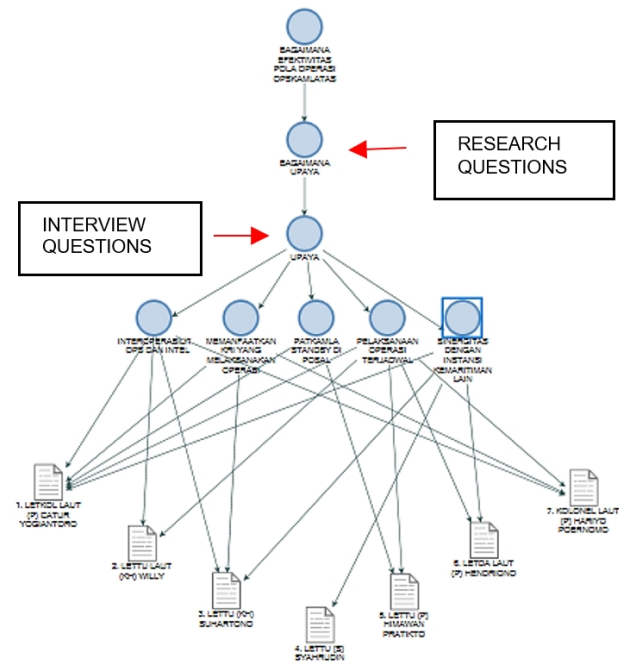 BAGAIMANA
EFEKTIVITAS
POLA OPERASI
OPSKAMLATAS
BAGAIMANA
UPAYA
RESEARCH
QUESTIONS
INTERVIEW
QUESTIONS
UPAYA
INTEROPERABILITI
OPS DAN INTEL
MEMANFAATKAN
KRI YANG
MELAKSANAKAN
OPERASI
PATKAMLA
STANDBY DI
POSAL
PELAKSANAAN
OPERASI
TERJADWAL
SINERGITAS
DENGAN
INSTANSI
KEMARITIMAN
LAIN
1. LETKOL LAUT
(P) CATUR
YOGIANTORO
2. LETTU LAUT
(KH) WILLY
3. LETTU (KH)
SUHARTONO
4. LETTU (S)
SYAHRUDIN
5. LETTU (P)
HIMAWAN
PRATIKTO
6. LETDA LAUT
(P) HENDRIONO
7. KOLONEL LAUT
(P) HARIYO
POERNOMO